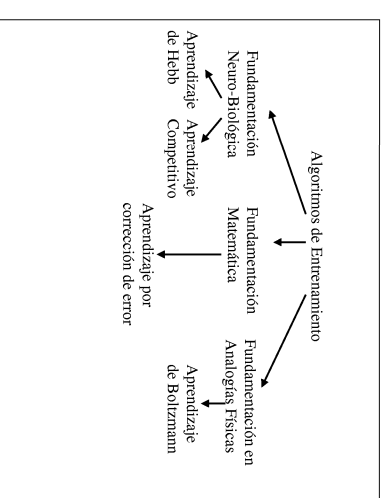 Algoritmos de Entrenamiento
Fundamentación
Neuro-Biológica
Fundamentación
Matemática
Fundamentación en
Analogías Físicas
Aprendizaje
de Hebb
Aprendizaje
Competitivo
Aprendizaje por
corrección de error
Aprendizaje
de Boltzmann